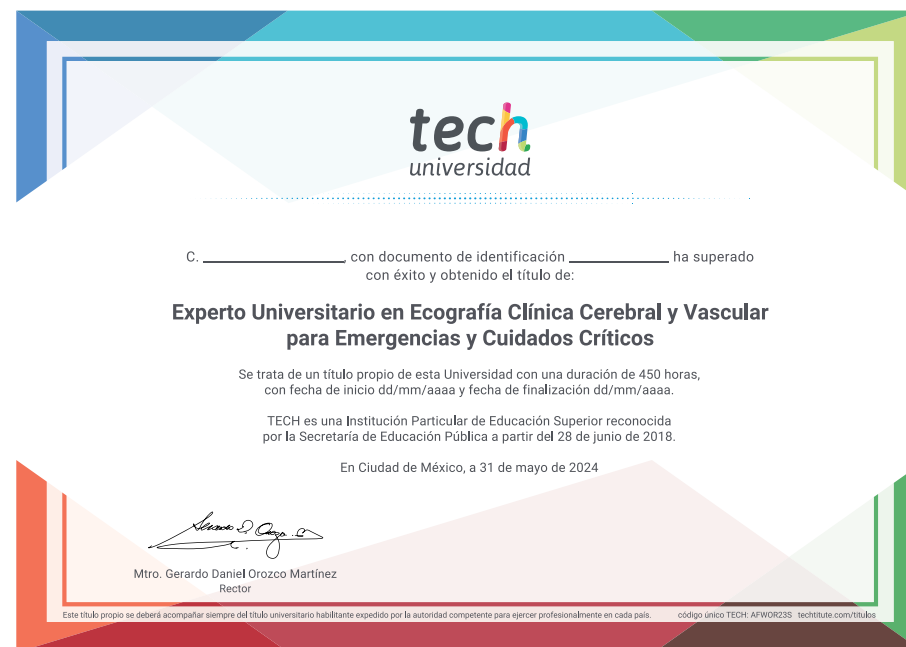 tech
universidad
C. ____________, con documento de identificación ____________ ha superado
con éxito y obtenido el título de:
Experto Universitario en Ecografía Clínica Cerebral y Vascular
para Emergencias y Cuidados Críticos
Se trata de un título propio de esta Universidad con una duración de 450 horas,
con fecha de inicio dd/mm/aaaa y fecha de finalización dd/mm/aaaa.
TECH es una Institución Particular de Educación Superior reconocida
por la Secretaría de Educación Pública a partir del 28 de junio de 2018.
En Ciudad de México, a 31 de mayo de 2024
Mtro. Gerardo Daniel Orozco Martínez
Rector
Este título propio se deberá acompañar siempre del título universitario habilitante expedido por la autoridad competente para ejercer profesionalmente en cada país. código único TECH: AFWOR23S techtitute.com/titulos